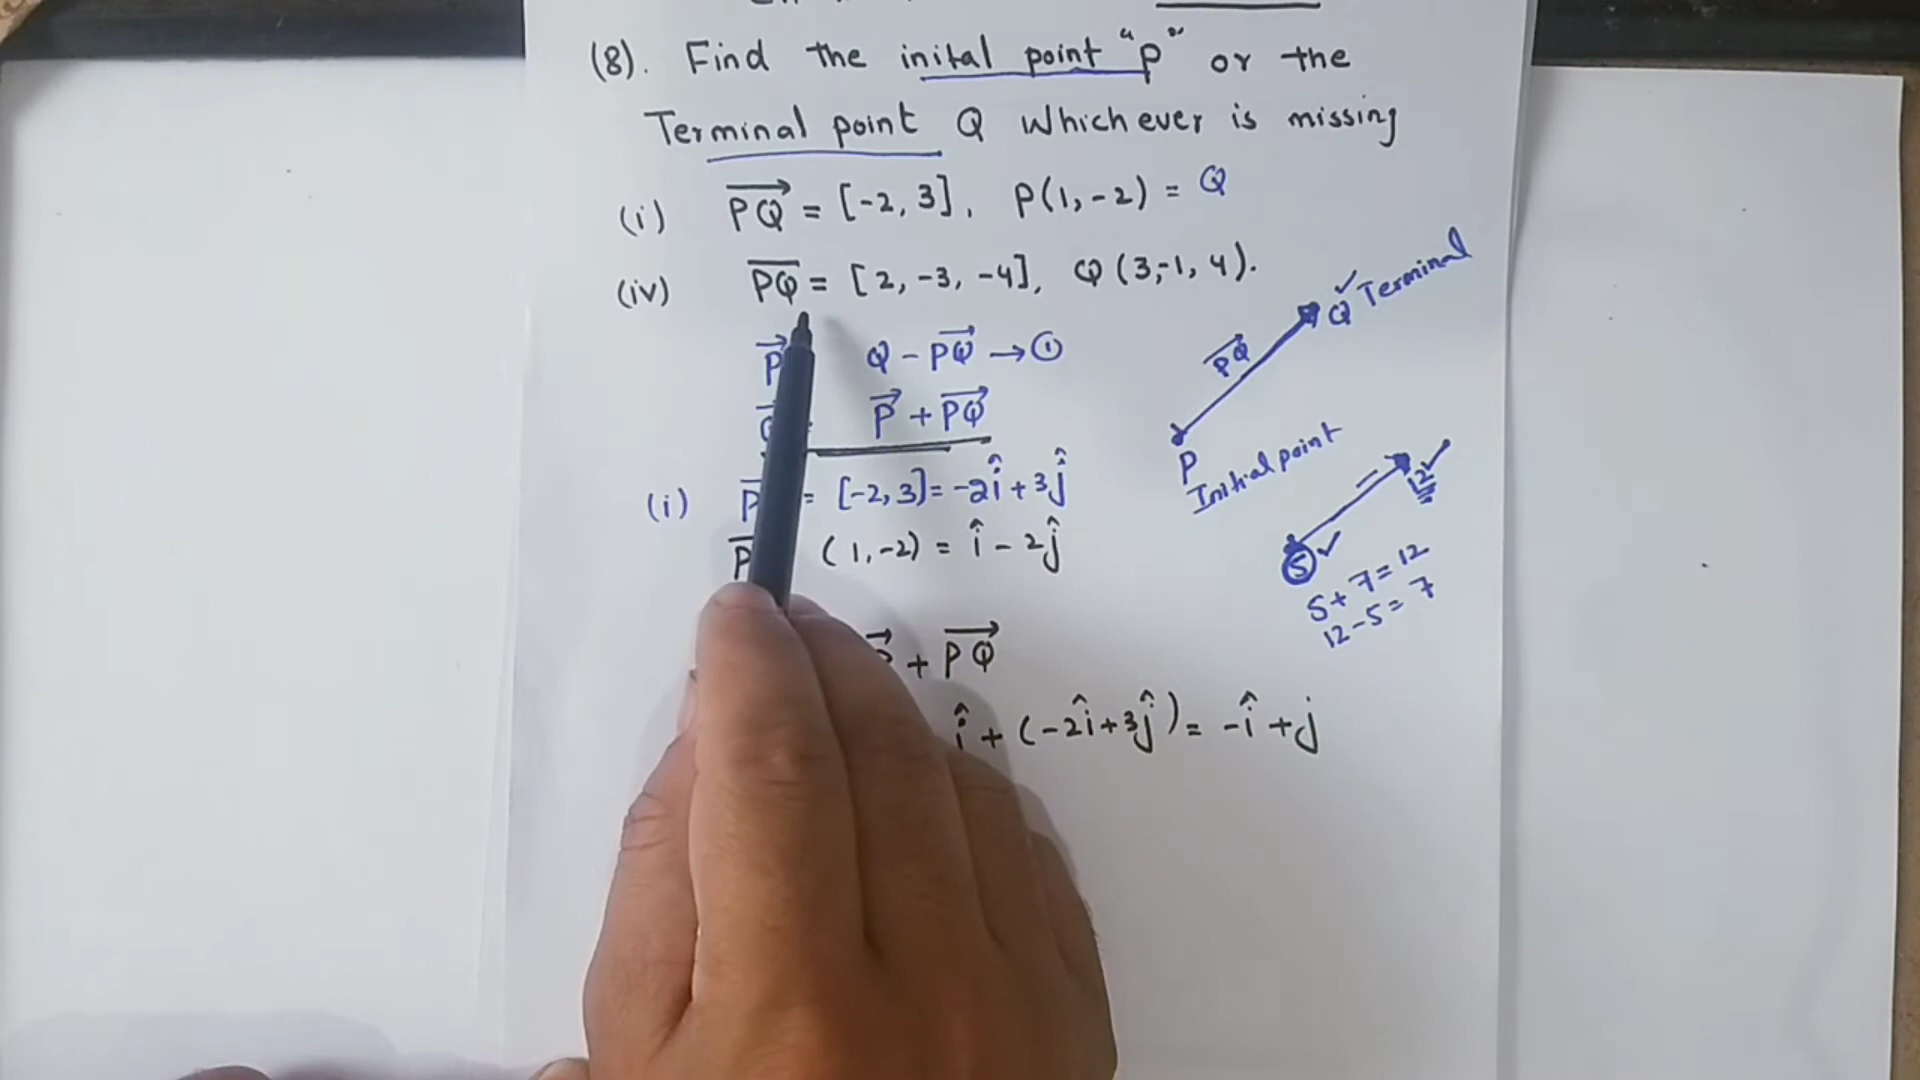 (8). Find the inital point "p" or the
Terminal point Q Whichever is missing
(i) PQ = [-2, 3], P(1,-2) = Q
(iv) PQ = [2, -3, -4], Q (3,-1, 4).
P Q - PQ → ①
P + PQ
(i) P = [-2, 3] = -2î + 3ĵ
P (1, -2) = î - 2ĵ
+ PQ
î + (-2î + 3ĵ) = -î + j
Q Terminal
PQ
P
Initial point
12
5
5 + 7 = 12
12 - 5 = 7